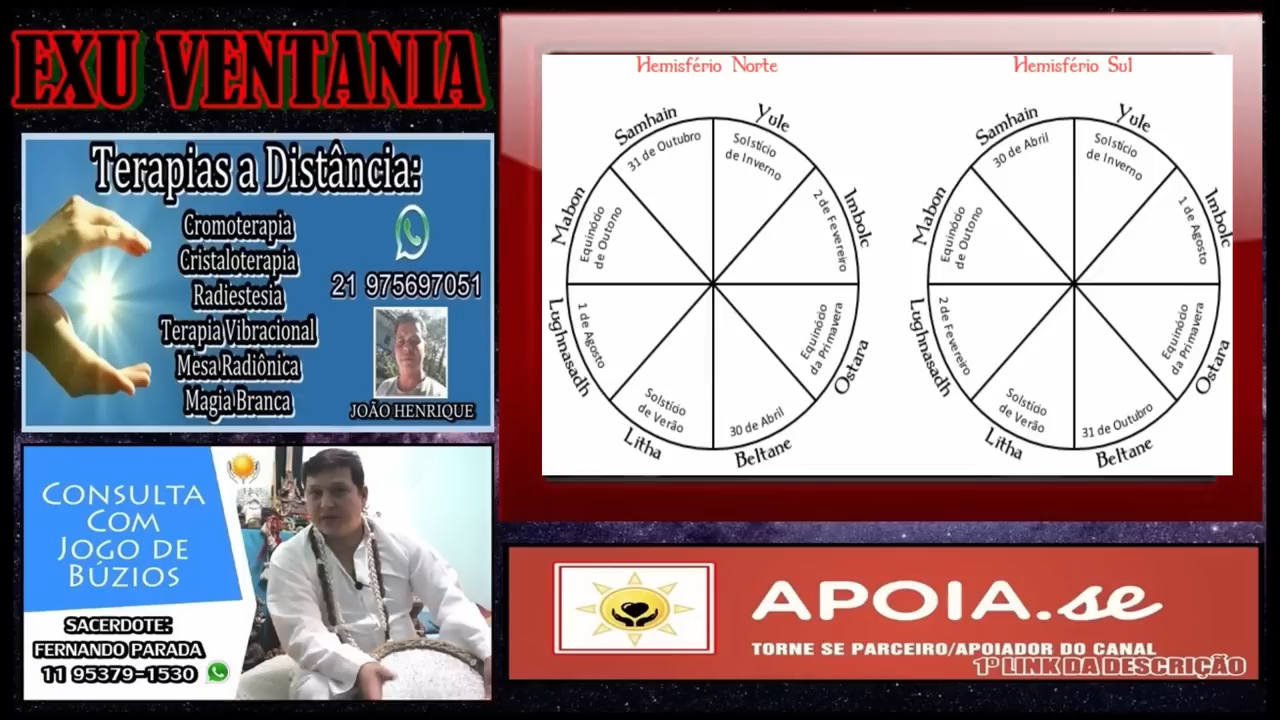 EXU VENTANIA
Terapias a Distância:
Cromoterapia
Cristaloterapia
Radiestesia
Terapia Vibracional
Mesa Radiônica
Magia Branca
21 975697051
JOÃO HENRIQUE
CONSULTA
COM
JOGO DE
BÚZIOS
SACERDOTE:
FERNANDO PARADA
11 95379-1530
Hemisfério Norte
Samhain
31 de Outubro
Yule
Solstício
de Inverno
Imbolc
2 de Fevereiro
Ostara
Equinócio
da Primavera
Beltane
30 de Abril
Litha
Solstício
de Verão
Lughnasadh
1 de Agosto
Mabon
Equinódo
de Outono
Hemisfério Sul
Samhain
30 de Abril
Yule
Solstício
de Inverno
Imbolc
1 de Agosto
Ostara
Equinócio
da Primavera
Beltane
31 de Outubro
Litha
Solstício
de Verão
Lughnasadh
2 de Fevereiro
Mabon
Equinódo
de Outono
APOIA.se
TORNE SE PARCEIRO/APOIADOR DO CANAL
1º LINK DA DESCRIÇÃO